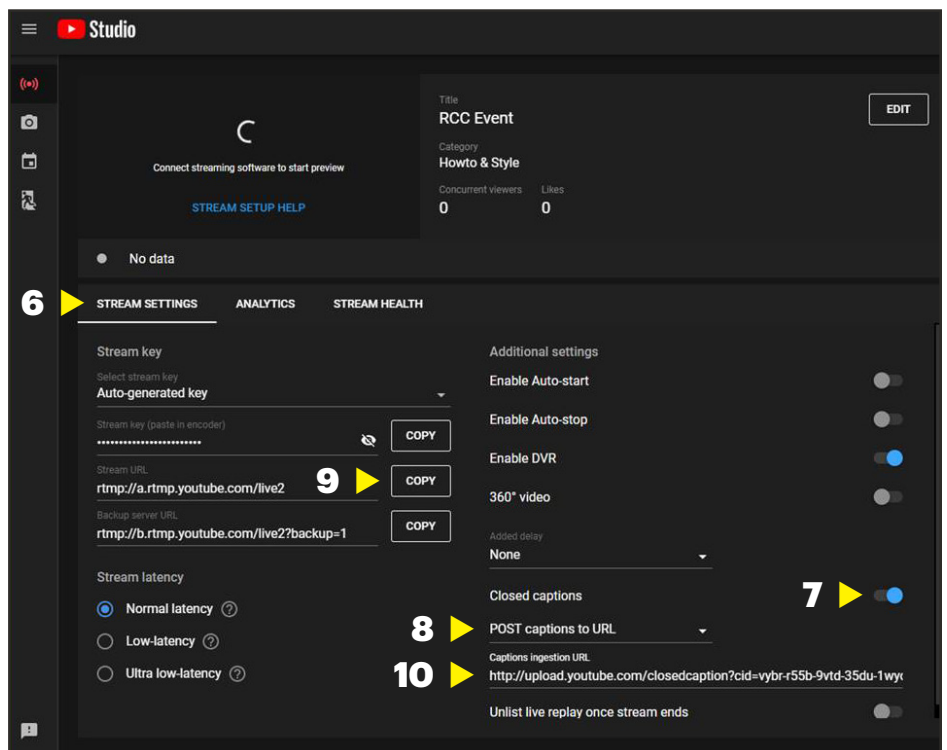 Studio
Title
RCC Event
EDIT
Category
Howto & Style
Connect streaming software to start preview
Concurrent viewers Likes
0 0
STREAM SETUP HELP
No data
6 STREAM SETTINGS ANALYTICS STREAM HEALTH
Stream key
Select stream key
Auto-generated key
Stream key (paste in encoder)
•••••••••••••••••••••••• COPY
Stream URL
rtmp://a.rtmp.youtube.com/live2 9 COPY
Backup server URL
rtmp://b.rtmp.youtube.com/live2?backup=1 COPY
Stream latency
Normal latency ?
Low-latency ?
Ultra low-latency ?
Additional settings
Enable Auto-start
Enable Auto-stop
Enable DVR
360° video
Added delay
None
Closed captions 7
8 POST captions to URL
Captions ingestion URL
10 http://upload.youtube.com/closedcaption?cid=vybr-r55b-9vtd-35du-1wy
Unlist live replay once stream ends